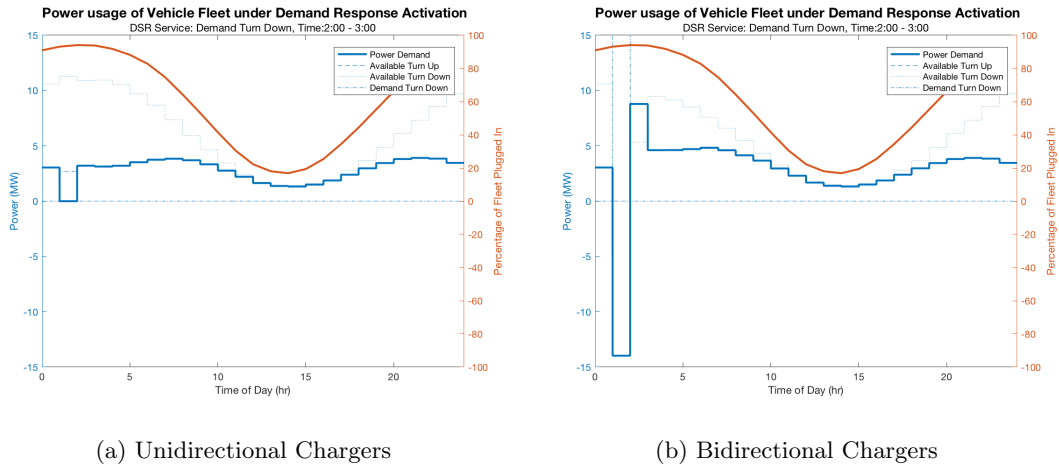 Power usage of Vehicle Fleet under Demand Response Activation
DSR Service: Demand Turn Down, Time:2:00 - 3:00
15
10
5
0
-5
-10
-15
Power (MW)
Power Demand
Available Turn Up
Available Turn Down
Demand Turn Down
100
80
60
40
20
0
-20
-40
-60
-80
-100
Percentage of Fleet Plugged In
0 5 10 15 20
Time of Day (hr)
(a) Unidirectional Chargers
Power usage of Vehicle Fleet under Demand Response Activation
DSR Service: Demand Turn Down, Time:2:00 - 3:00
15
10
5
0
-5
-10
-15
Power (MW)
Power Demand
Available Turn Up
Available Turn Down
Demand Turn Down
100
80
60
40
20
0
-20
-40
-60
-80
-100
Percentage of Fleet Plugged In
0 5 10 15 20
Time of Day (hr)
(b) Bidirectional Chargers